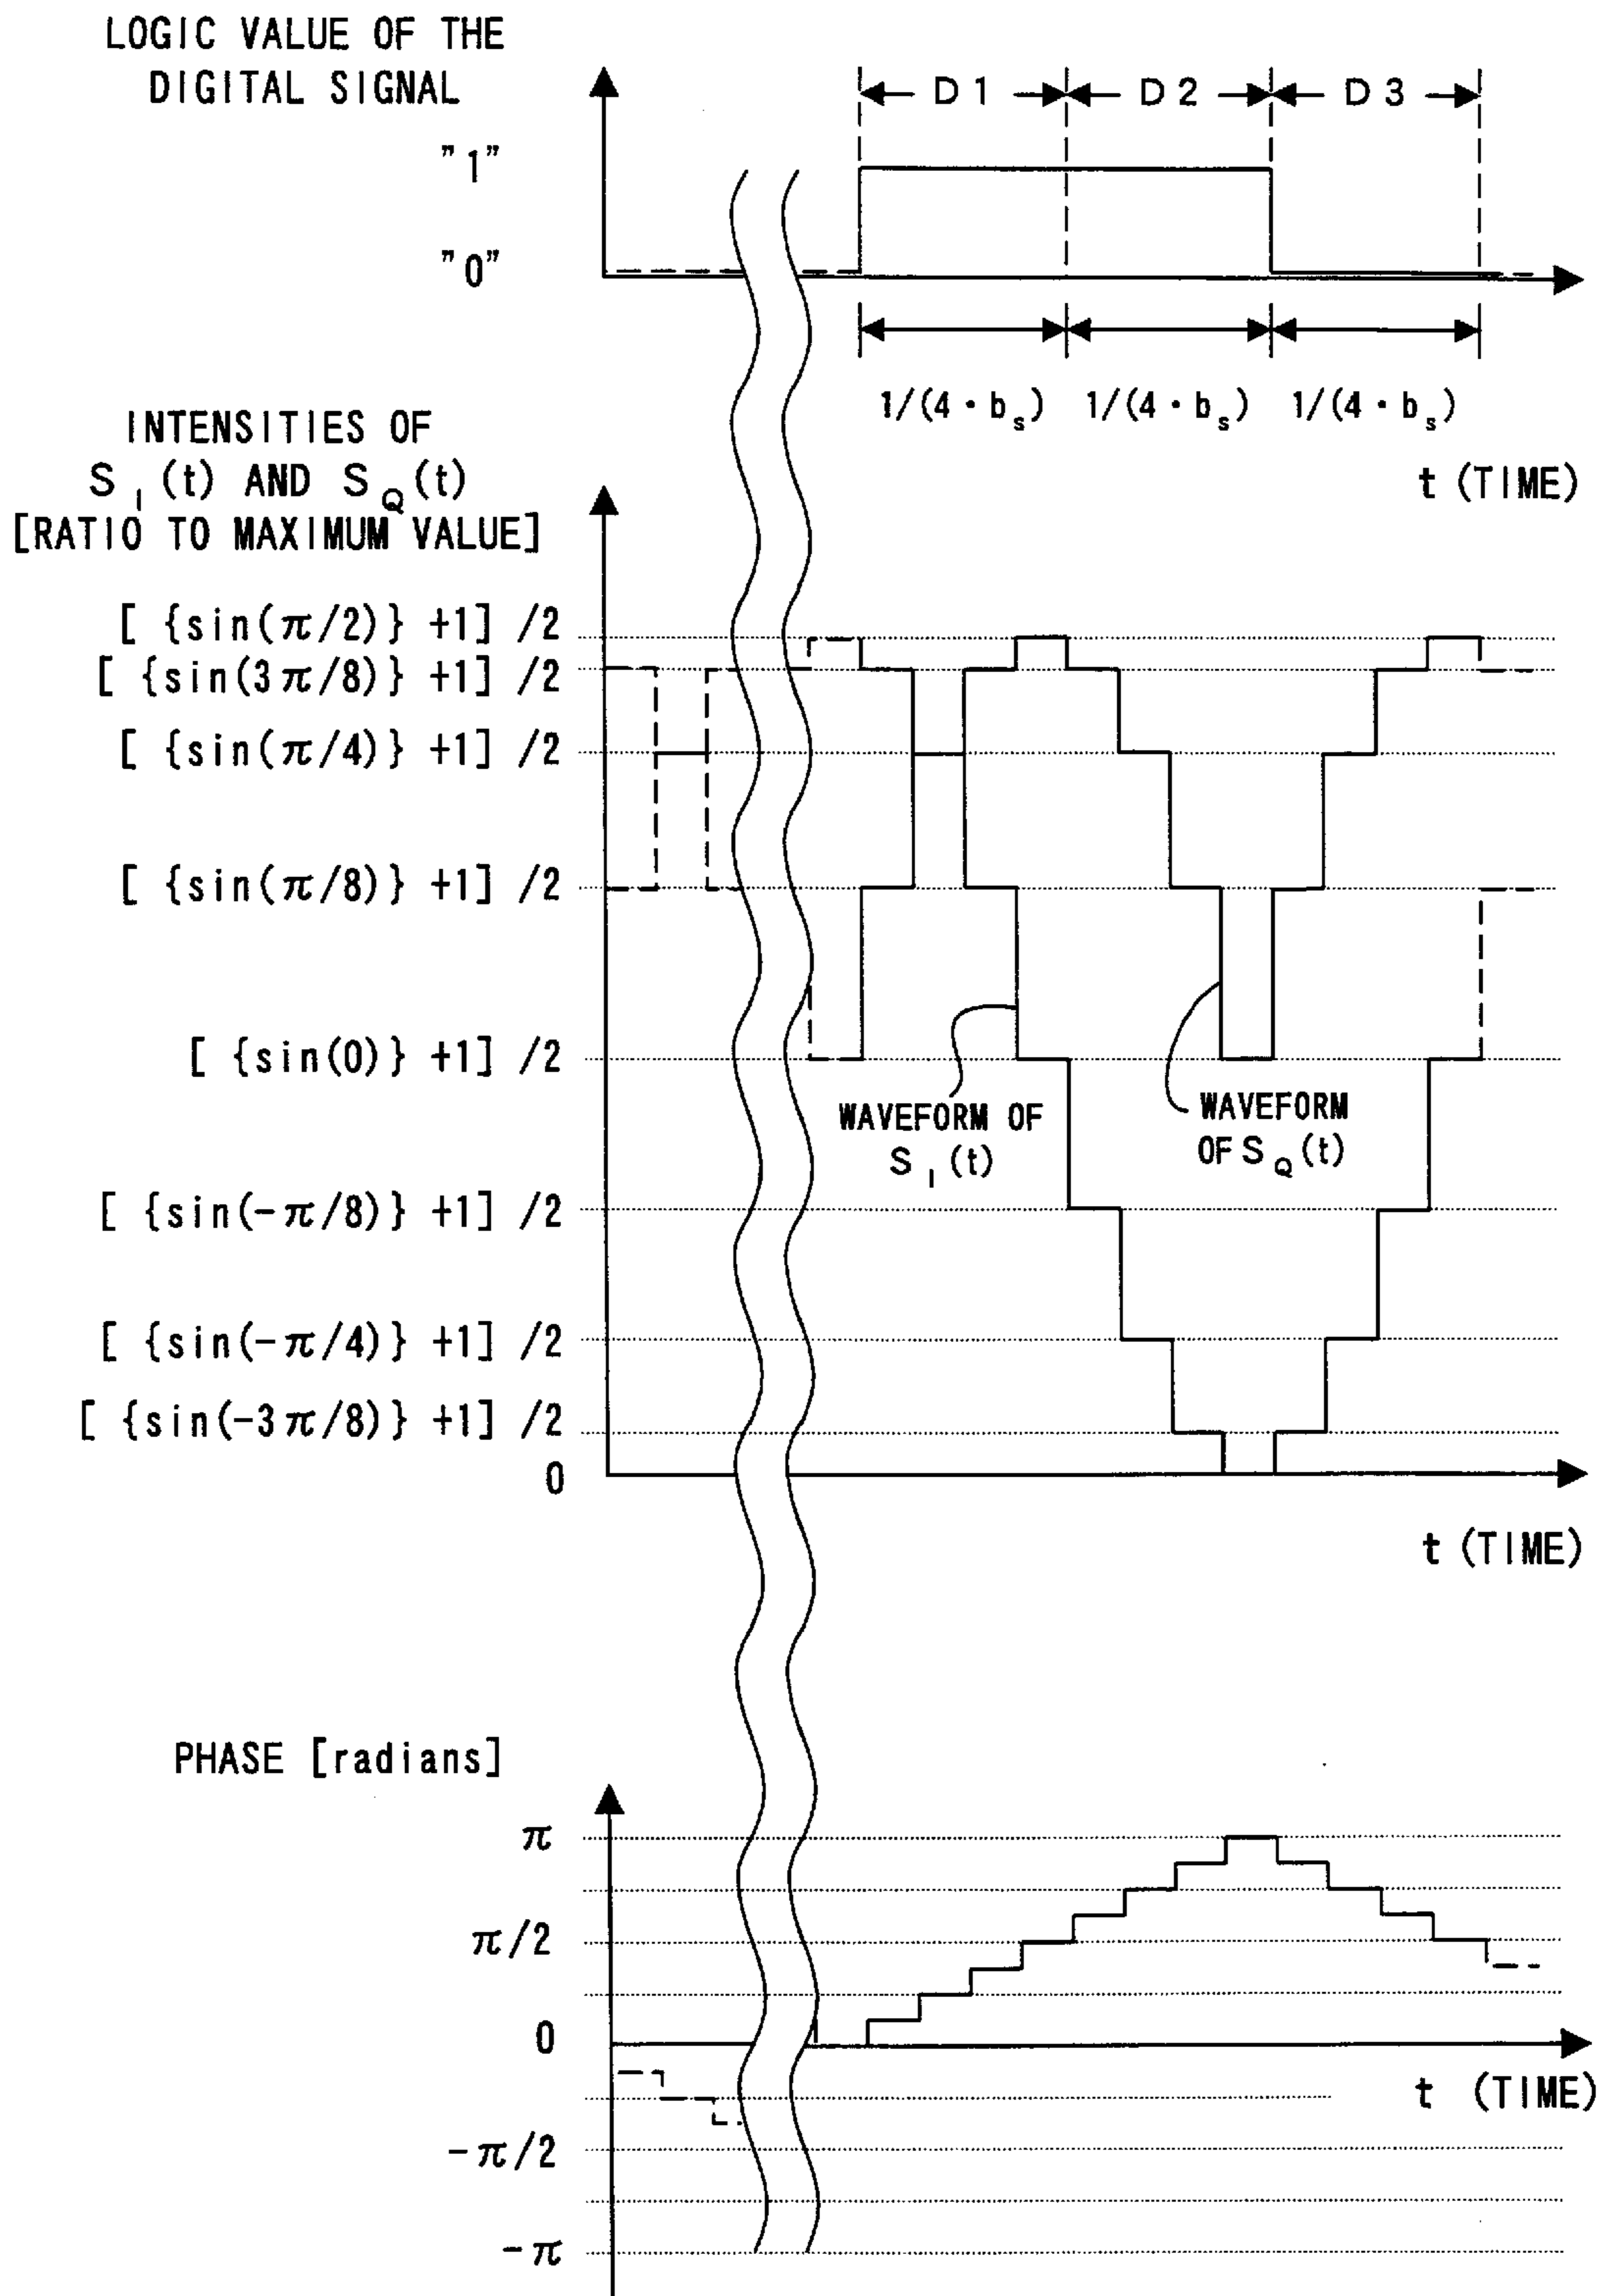 LOGIC VALUE OF THE
DIGITAL SIGNAL
D1 D2 D3
"1"
"0"
1/(4・b_s) 1/(4・b_s) 1/(4・b_s)
t (TIME)
INTENSITIES OF
S_I(t) AND S_Q(t)
[RATIO TO MAXIMUM VALUE]
[ {sin(π/2)} +1] /2
[ {sin(3π/8)} +1] /2
[ {sin(π/4)} +1] /2
[ {sin(π/8)} +1] /2
[ {sin(0)} +1] /2
WAVEFORM OF
S_I(t)
WAVEFORM
OF S_Q(t)
[ {sin(-π/8)} +1] /2
[ {sin(-π/4)} +1] /2
[ {sin(-3π/8)} +1] /2
0
t (TIME)
PHASE [radians]
π
π/2
0
t (TIME)
-π/2
-π